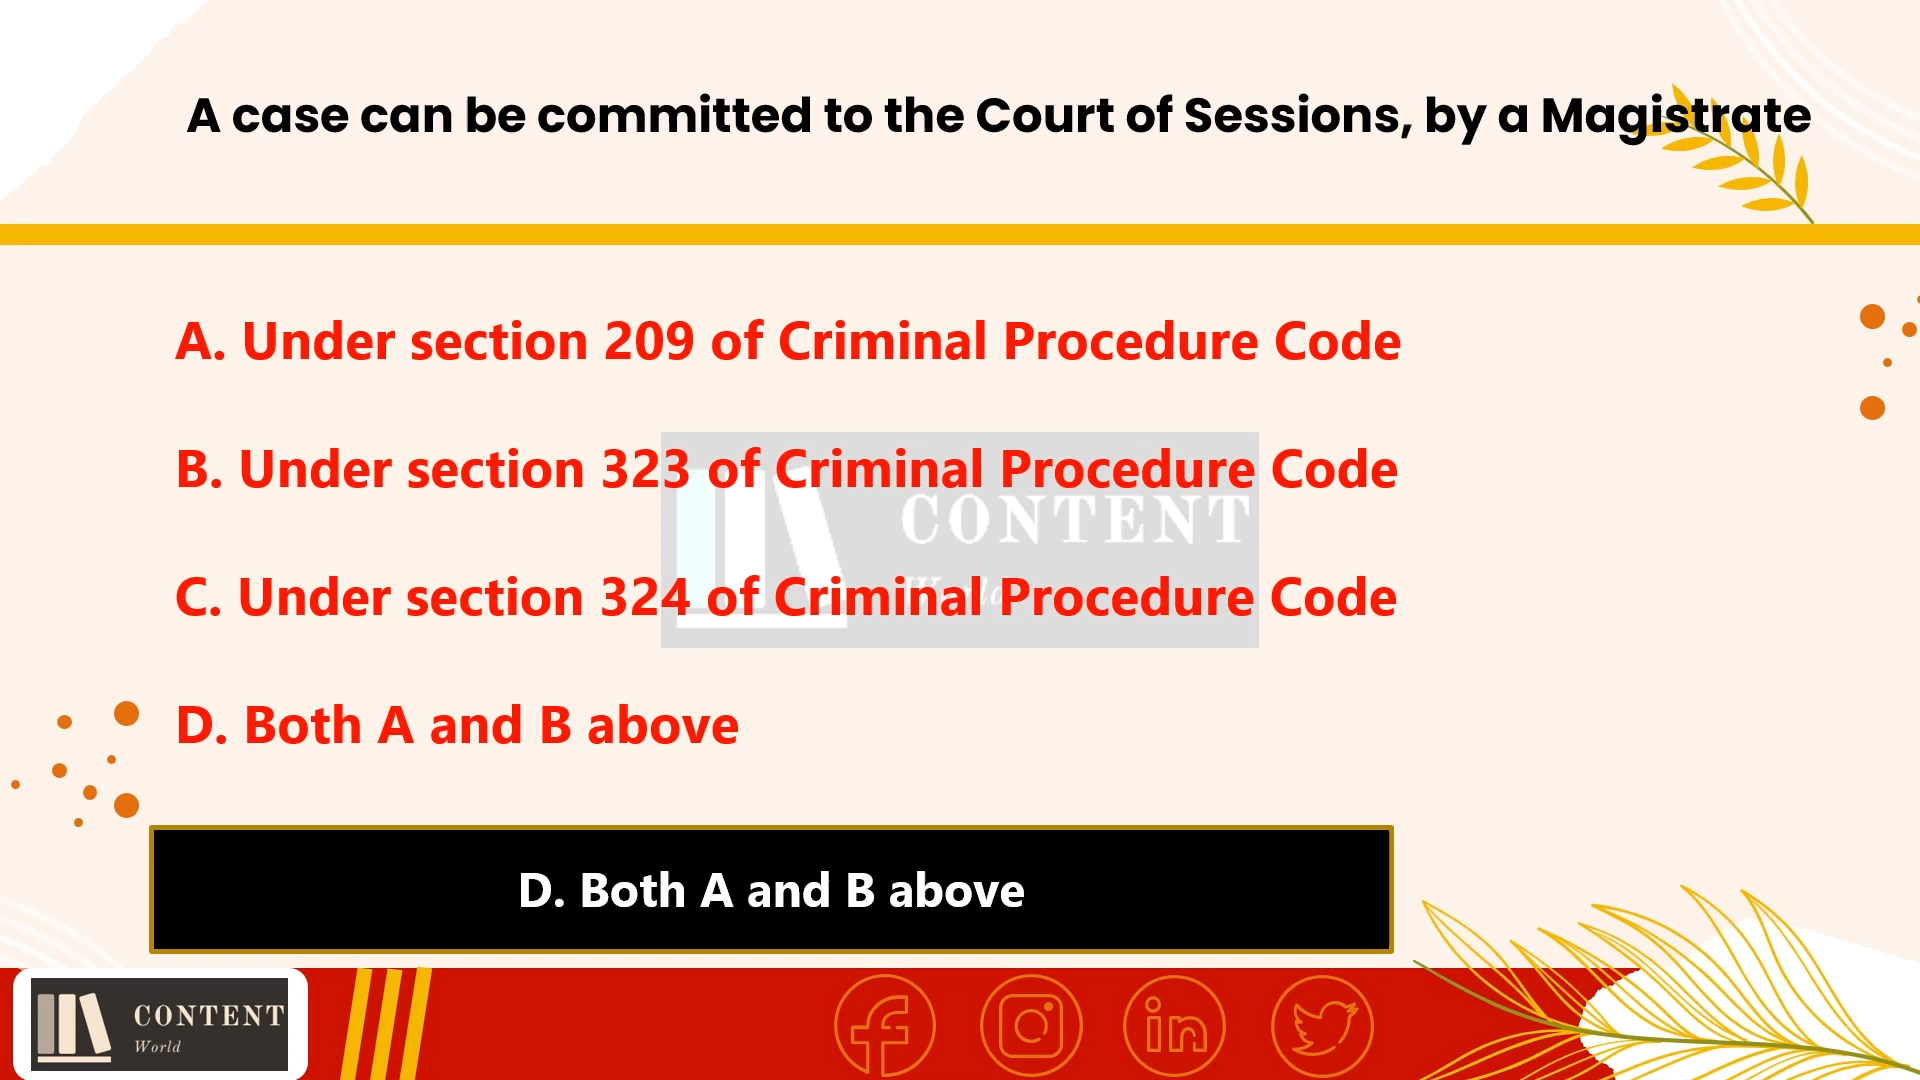 A case can be committed to the Court of Sessions, by a Magistrate
A. Under section 209 of Criminal Procedure Code
B. Under section 323 of Criminal Procedure Code
CONTENT
C. Under section 324 of Criminal Procedure Code
World
D. Both A and B above
D. Both A and B above
CONTENT
World